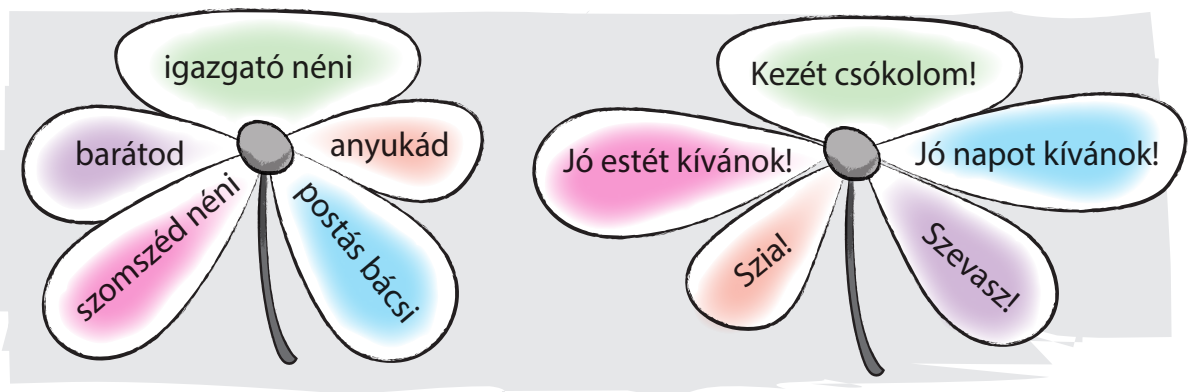 igazgató néni
barátod
anyukád
szomszéd néni
postás bácsi
Kezét csókolom!
Jó estét kívánok!
Jó napot kívánok!
Szia!
Szevasz!